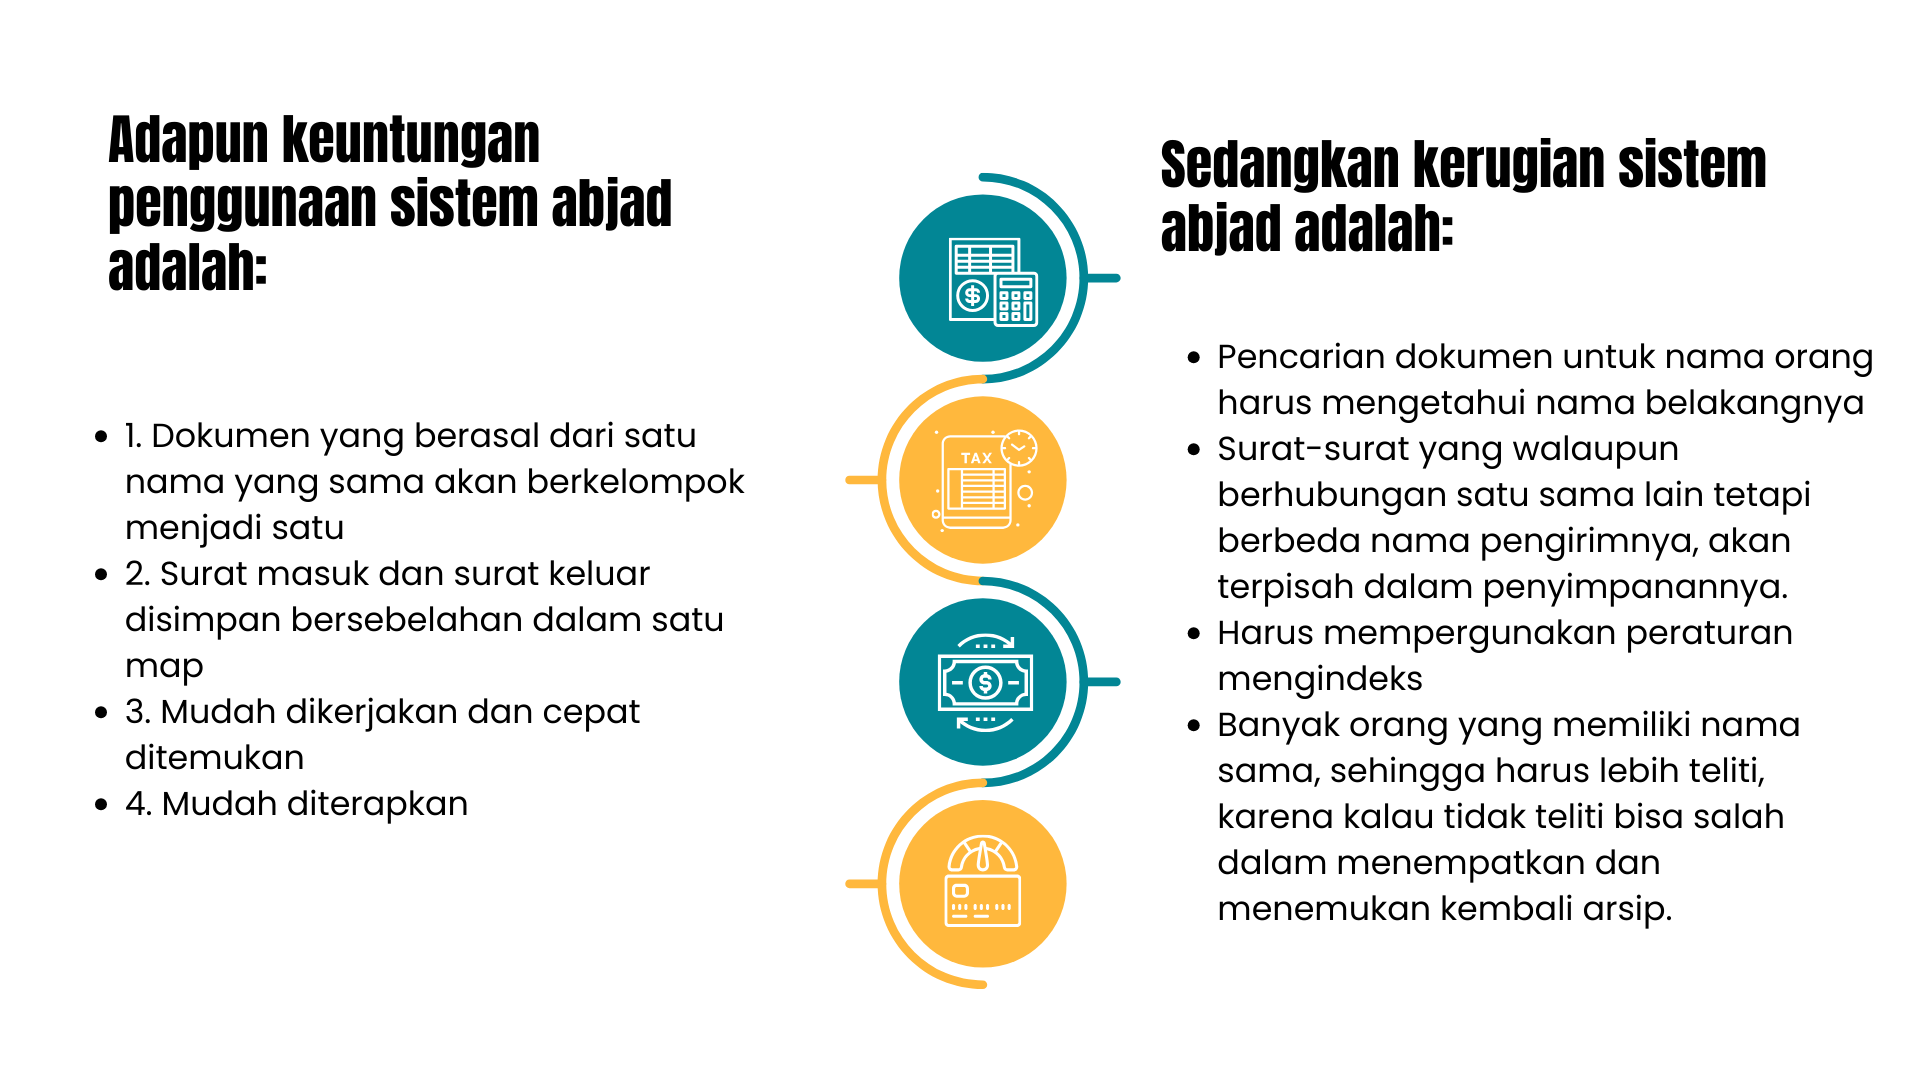 Adapun keuntungan
penggunaan sistem abjad
adalah:
• 1. Dokumen yang berasal dari satu
nama yang sama akan berkelompok
menjadi satu
• 2. Surat masuk dan surat keluar
disimpan bersebelahan dalam satu
map
• 3. Mudah dikerjakan dan cepat
ditemukan
• 4. Mudah diterapkan
$
TAX
$
Sedangkan kerugian sistem
abjad adalah:
• Pencarian dokumen untuk nama orang
harus mengetahui nama belakangnya
• Surat-surat yang walaupun
berhubungan satu sama lain tetapi
berbeda nama pengirimnya, akan
terpisah dalam penyimpanannya.
• Harus mempergunakan peraturan
mengindeks
• Banyak orang yang memiliki nama
sama, sehingga harus lebih teliti,
karena kalau tidak teliti bisa salah
dalam menempatkan dan
menemukan kembali arsip.